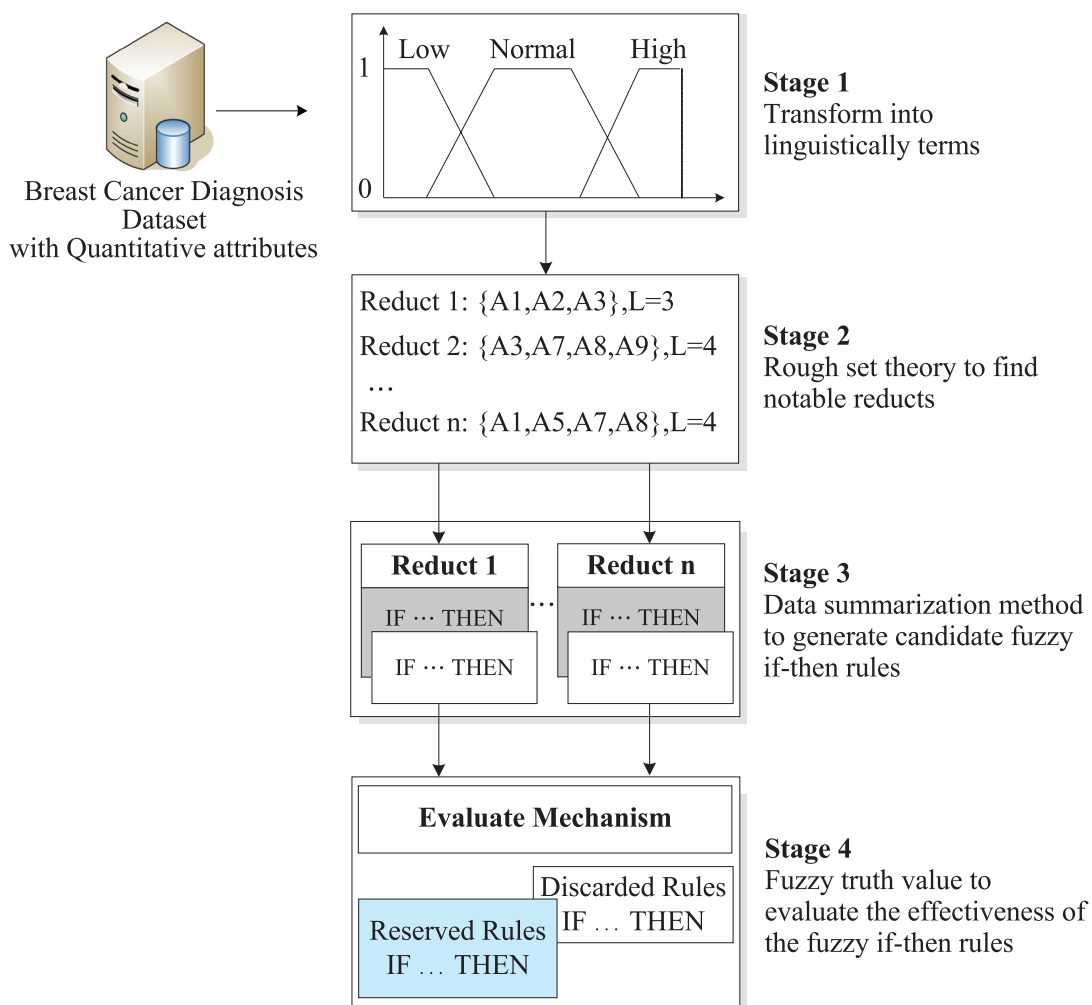 Breast Cancer Diagnosis
Dataset
with Quantitative attributes
Low Normal High
1
0
Stage 1
Transform into
linguistically terms
Reduct 1: {A1,A2,A3},L=3
Reduct 2: {A3,A7,A8,A9},L=4
…
Reduct n: {A1,A5,A7,A8},L=4
Stage 2
Rough set theory to find
notable reducts
Reduct 1
IF … THEN
IF … THEN
…
Reduct n
IF … THEN
IF … THEN
Stage 3
Data summarization method
to generate candidate fuzzy
if-then rules
Evaluate Mechanism
Discarded Rules
IF … THEN
Reserved Rules
IF … THEN
Stage 4
Fuzzy truth value to
evaluate the effectiveness of
the fuzzy if-then rules